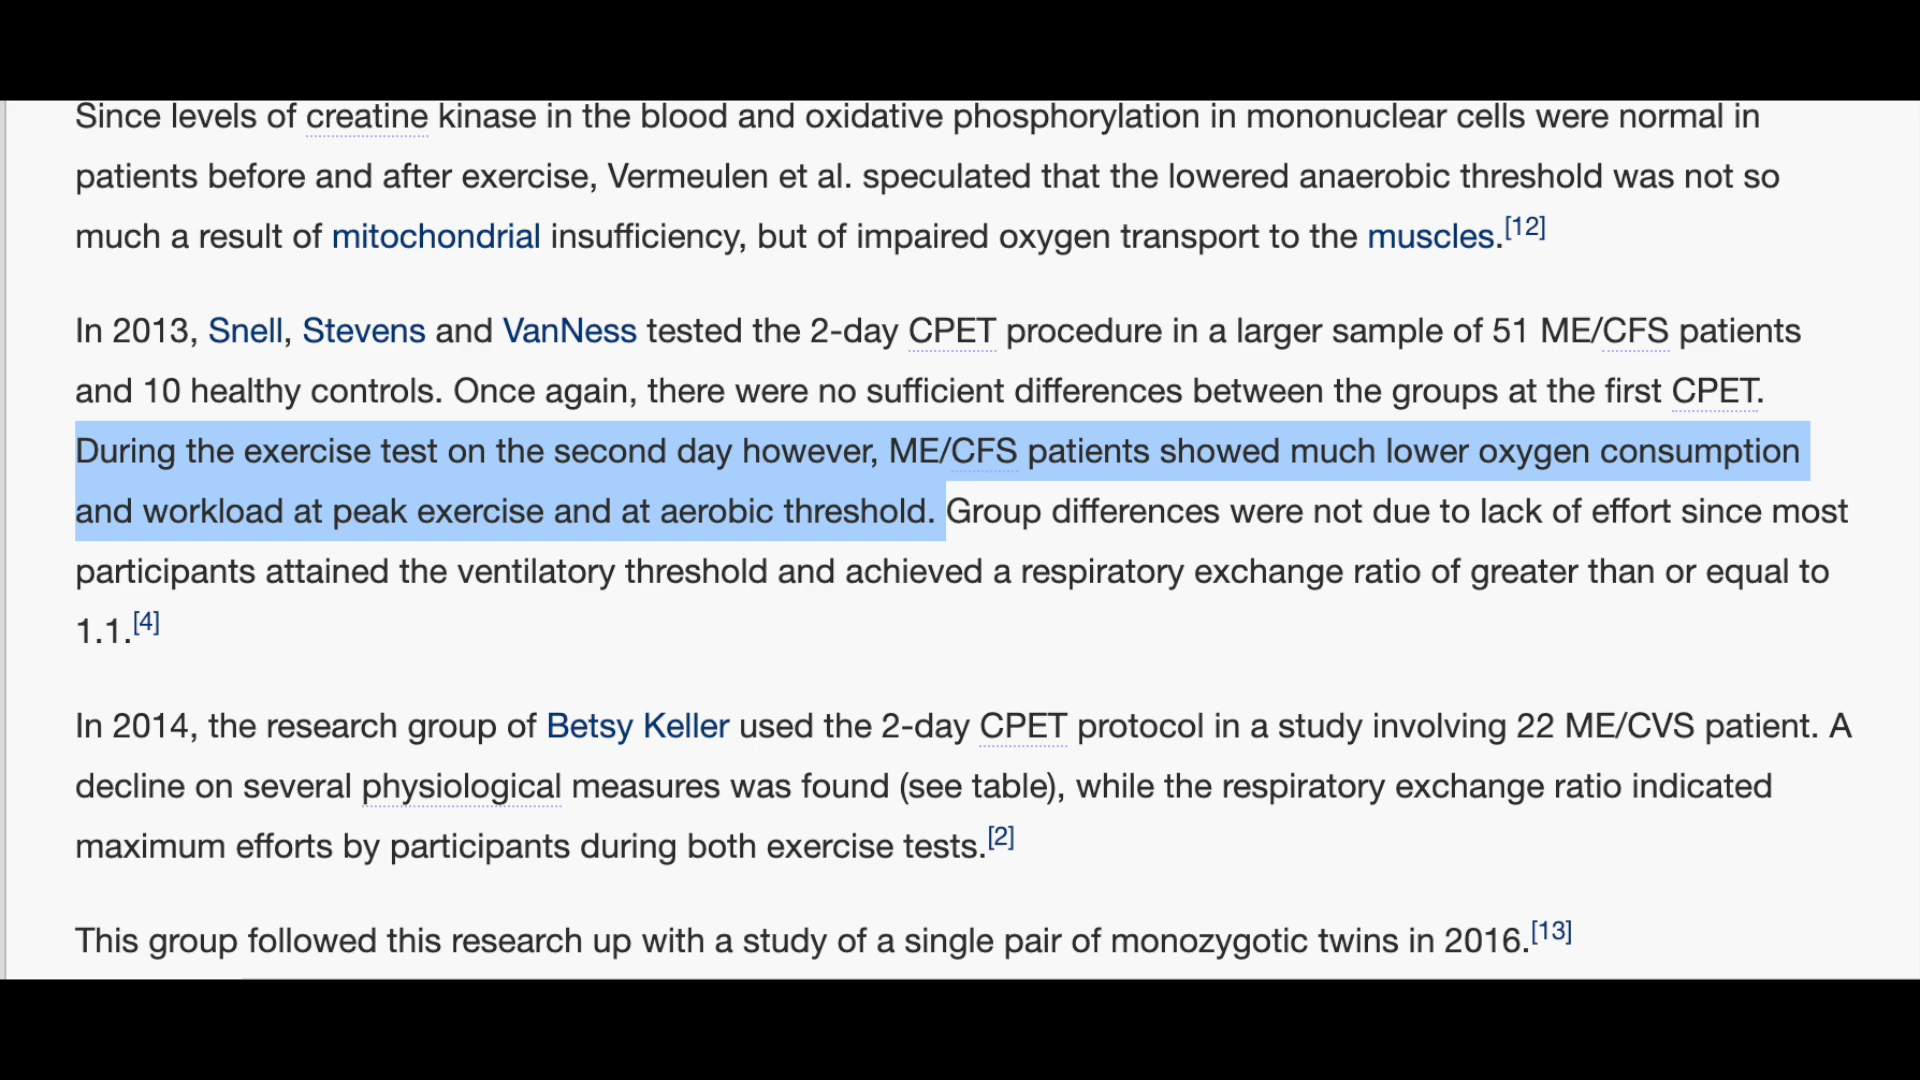 Since levels of creatine kinase in the blood and oxidative phosphorylation in mononuclear cells were normal in
patients before and after exercise, Vermeulen et al. speculated that the lowered anaerobic threshold was not so
much a result of mitochondrial insufficiency, but of impaired oxygen transport to the muscles.[12]
In 2013, Snell, Stevens and VanNess tested the 2-day CPET procedure in a larger sample of 51 ME/CFS patients
and 10 healthy controls. Once again, there were no sufficient differences between the groups at the first CPET.
During the exercise test on the second day however, ME/CFS patients showed much lower oxygen consumption
and workload at peak exercise and at aerobic threshold. Group differences were not due to lack of effort since most
participants attained the ventilatory threshold and achieved a respiratory exchange ratio of greater than or equal to
1.1.[4]
In 2014, the research group of Betsy Keller used the 2-day CPET protocol in a study involving 22 ME/CVS patient. A
decline on several physiological measures was found (see table), while the respiratory exchange ratio indicated
maximum efforts by participants during both exercise tests.[2]
This group followed this research up with a study of a single pair of monozygotic twins in 2016.[13]